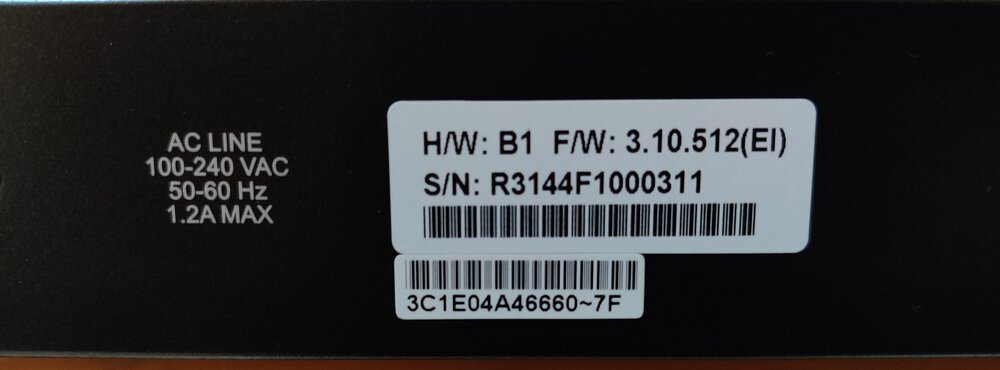 AC LINE
100-240 VAC
50-60 Hz
1.2A MAX
H/W: B1 F/W: 3.10.512(EI)
S/N: R3144F1000311
3C1E04A46660~7F